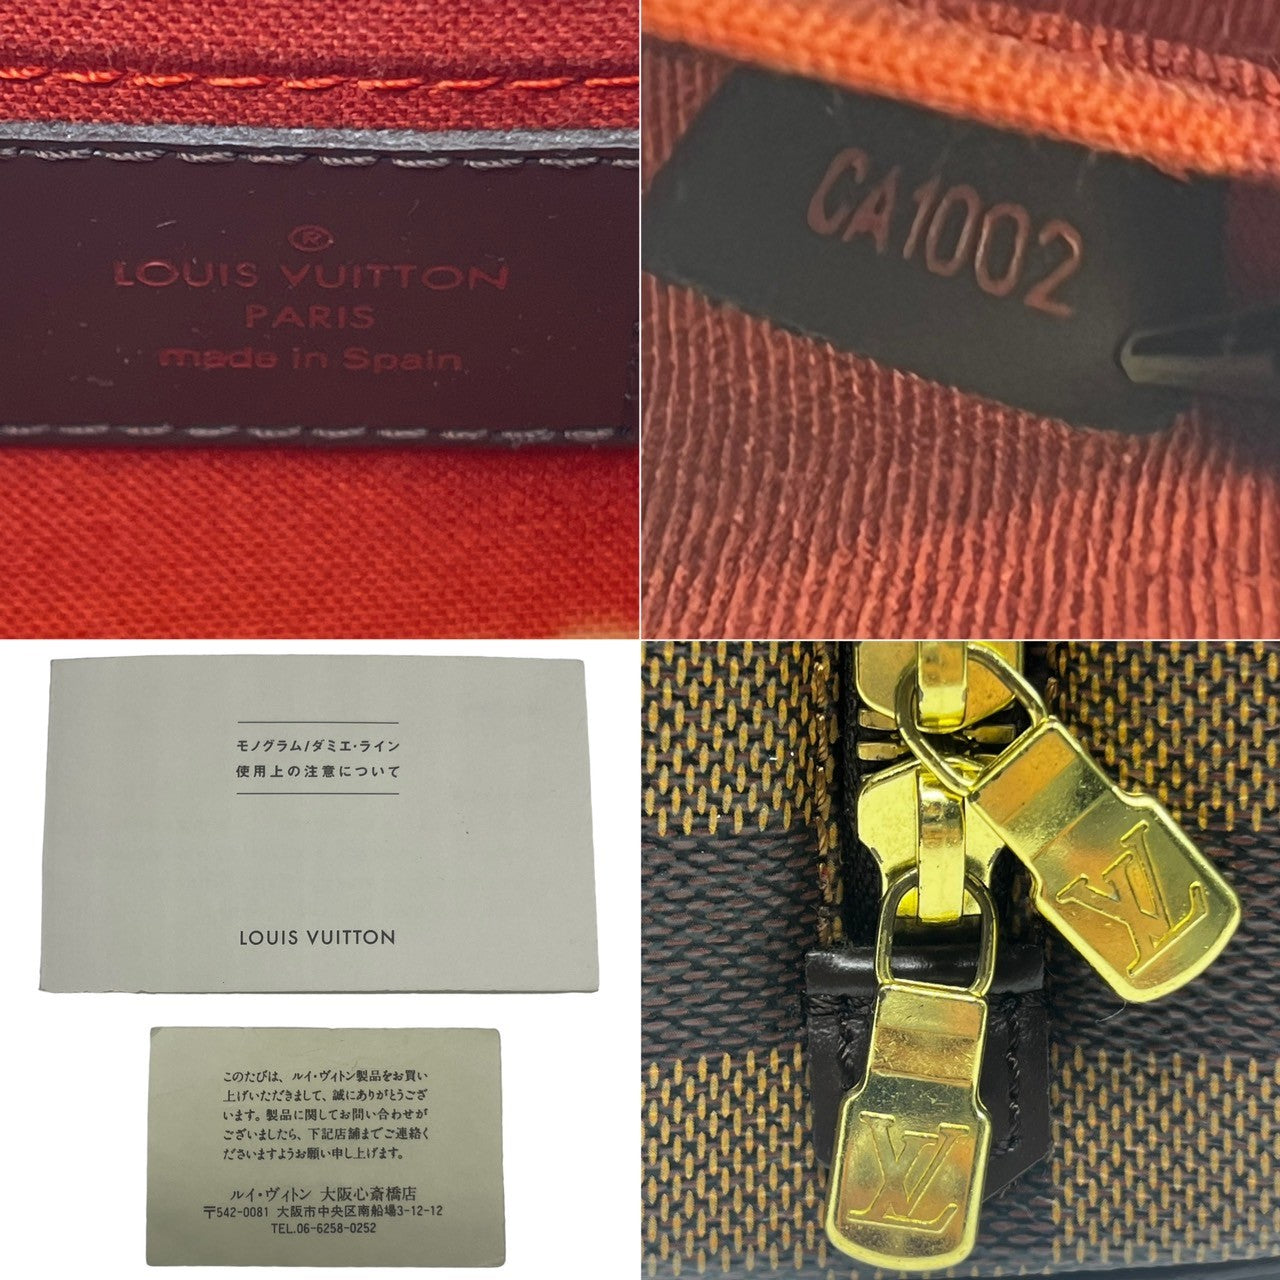 ®
LOUIS VUITTON
PARIS
made in Spain
CA1002
モノグラム/ダミエ・ライン
使用上の注意について
LOUIS VUITTON
このたびは、ルイ・ヴィトン製品をお買い
上げいただきまして、誠にありがとうござ
います。製品に関してお問い合わせが
ございましたら、下記店舗までご連絡く
ださいますようお願い申し上げます。
ルイ・ヴィトン 大阪心斎橋店
〒542-0081 大阪市中央区南船場3-12-12
TEL.06-6258-0252
LV
LV